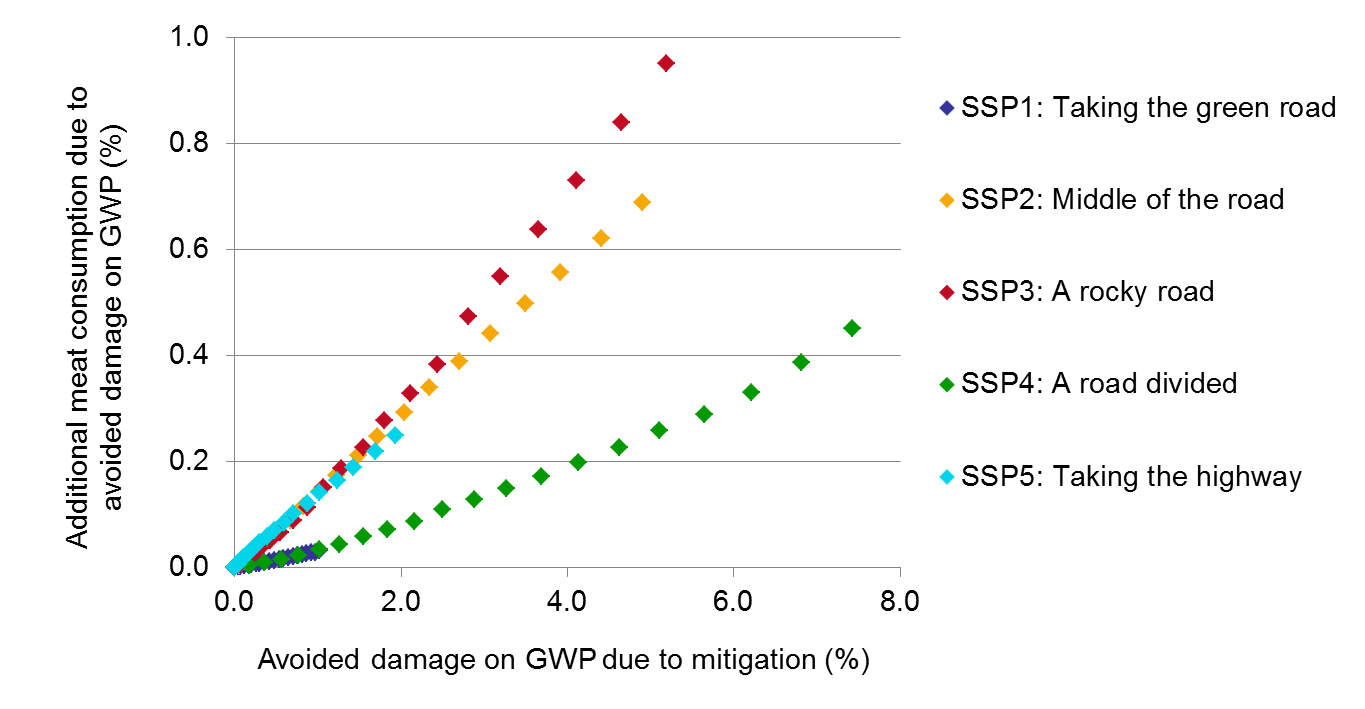 Additional meat consumption due to
avoided damage on GWP (%)
1.0
0.8
0.6
0.4
0.2
0.0
0.0 2.0 4.0 6.0 8.0
Avoided damage on GWP due to mitigation (%)
SSP1: Taking the green road
SSP2: Middle of the road
SSP3: A rocky road
SSP4: A road divided
SSP5: Taking the highway